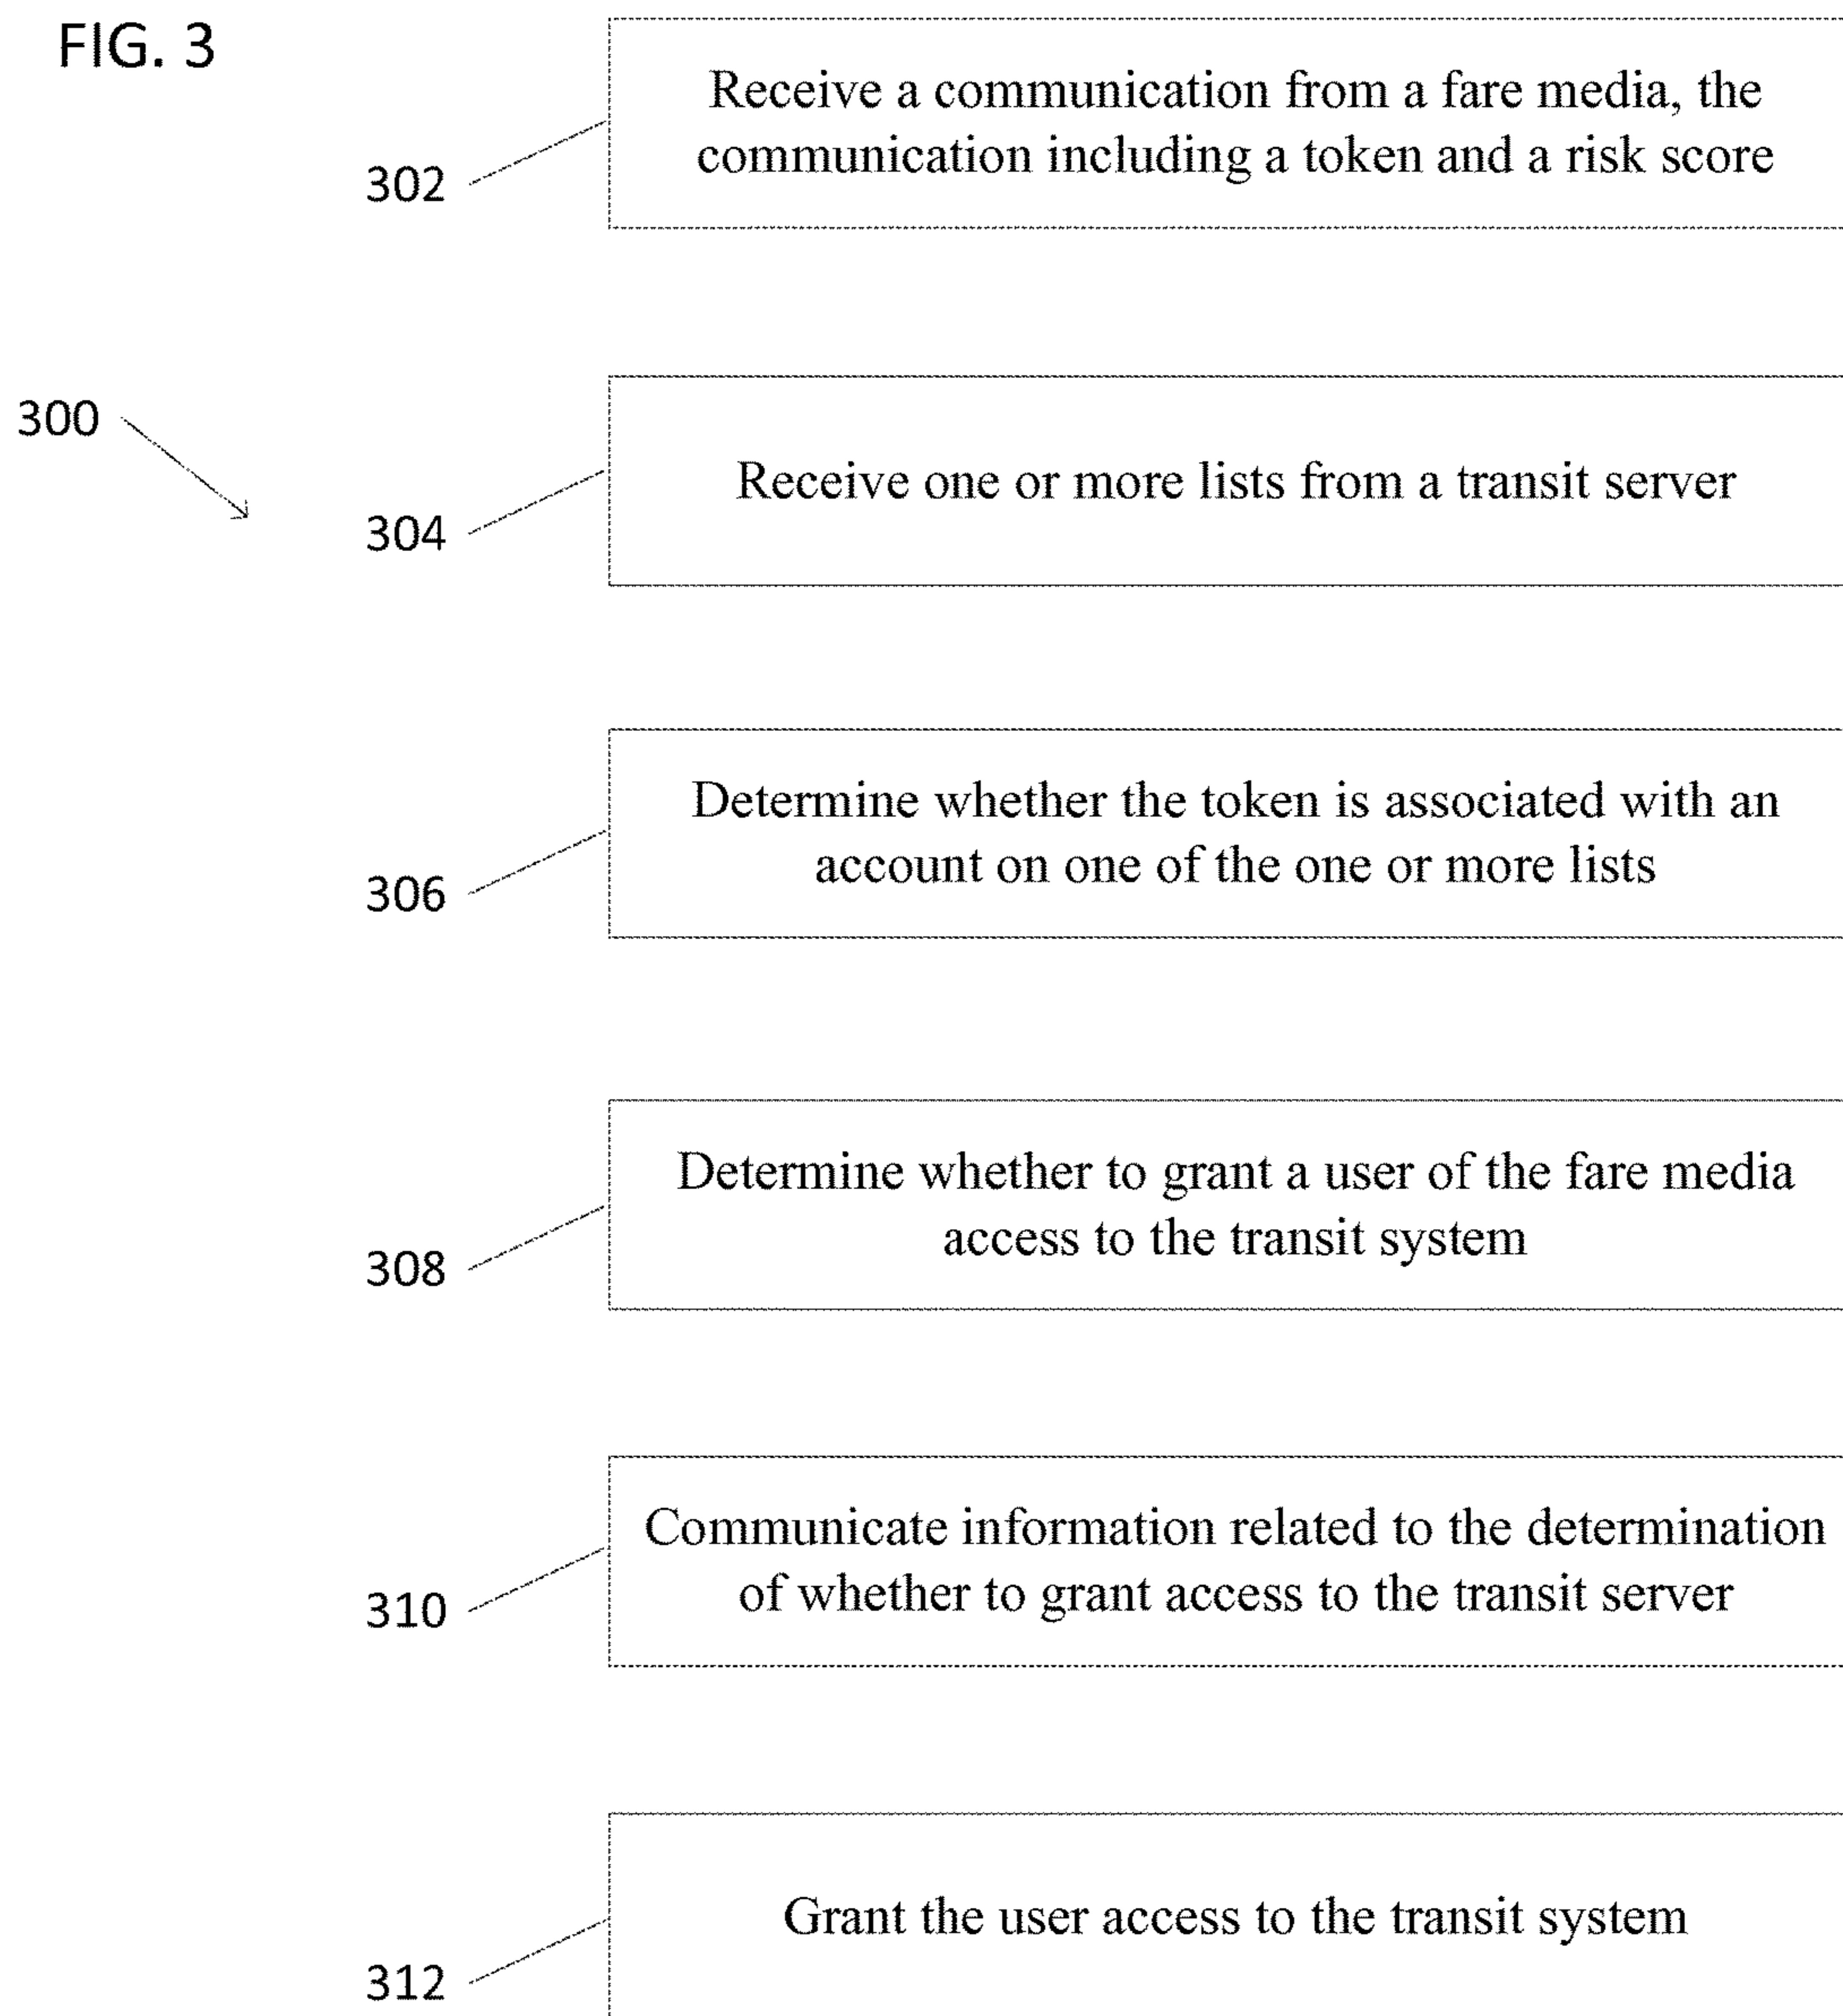 FIG. 3
Receive a communication from a fare media, the
communication including a token and a risk score
302
300
Receive one or more lists from a transit server
304
Determine whether the token is associated with an
account on one of the one or more lists
306
Determine whether to grant a user of the fare media
access to the transit system
308
Communicate information related to the determination
of whether to grant access to the transit server
310
Grant the user access to the transit system
312